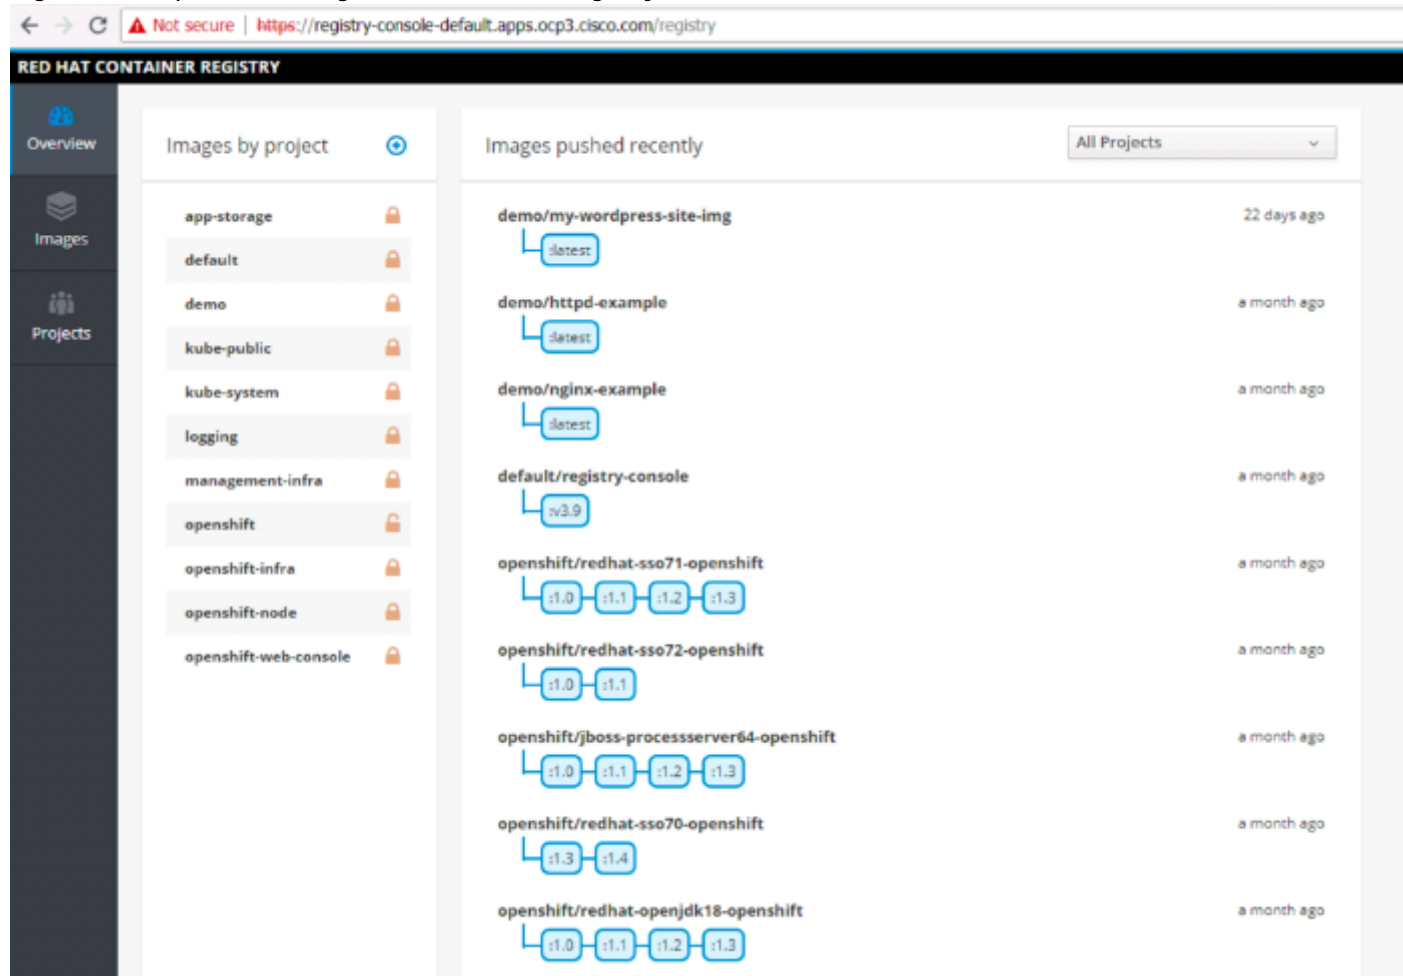 Not secure | https://registry-console-default.apps.ocp3.cisco.com/registry
RED HAT CONTAINER REGISTRY
Overview
Images
Projects
Images by project
app-storage
default
demo
kube-public
kube-system
logging
management-infra
openshift
openshift-infra
openshift-node
openshift-web-console
Images pushed recently
All Projects
demo/my-wordpress-site-img 22 days ago
:latest
demo/httpd-example a month ago
:latest
demo/nginx-example a month ago
:latest
default/registry-console a month ago
:v3.9
openshift/redhat-sso71-openshift a month ago
:1.0 :1.1 :1.2 :1.3
openshift/redhat-sso72-openshift a month ago
:1.0 :1.1
openshift/jboss-processserver64-openshift a month ago
:1.0 :1.1 :1.2 :1.3
openshift/redhat-sso70-openshift a month ago
:1.3 :1.4
openshift/redhat-openjdk18-openshift a month ago
:1.0 :1.1 :1.2 :1.3